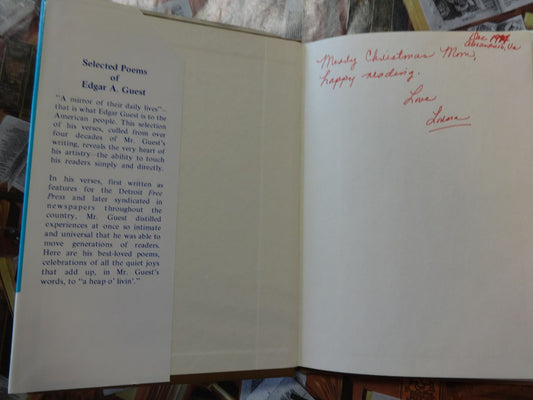 Selected Poems
of
Edgar A. Guest
"A mirror of their daily lives"—
that is what Edgar Guest is to the
American people. This selection
of his verses, culled from over
four decades of Mr. Guest's
writing, reveals the very heart of
his artistry—the ability to touch
his readers simply and directly.
In his verses, first written as
features for the Detroit Free
Press and later syndicated in
newspapers throughout the
country, Mr. Guest distilled
experiences at once so intimate
and universal that he was able to
move generations of readers.
Here are his best-loved poems,
celebrations of all the quiet joys
that add up, in Mr. Guest's
words, to "a heap o' livin'."
Dec
Alexandria, Va
Merry Christmas Mom,
happy reading.
Love